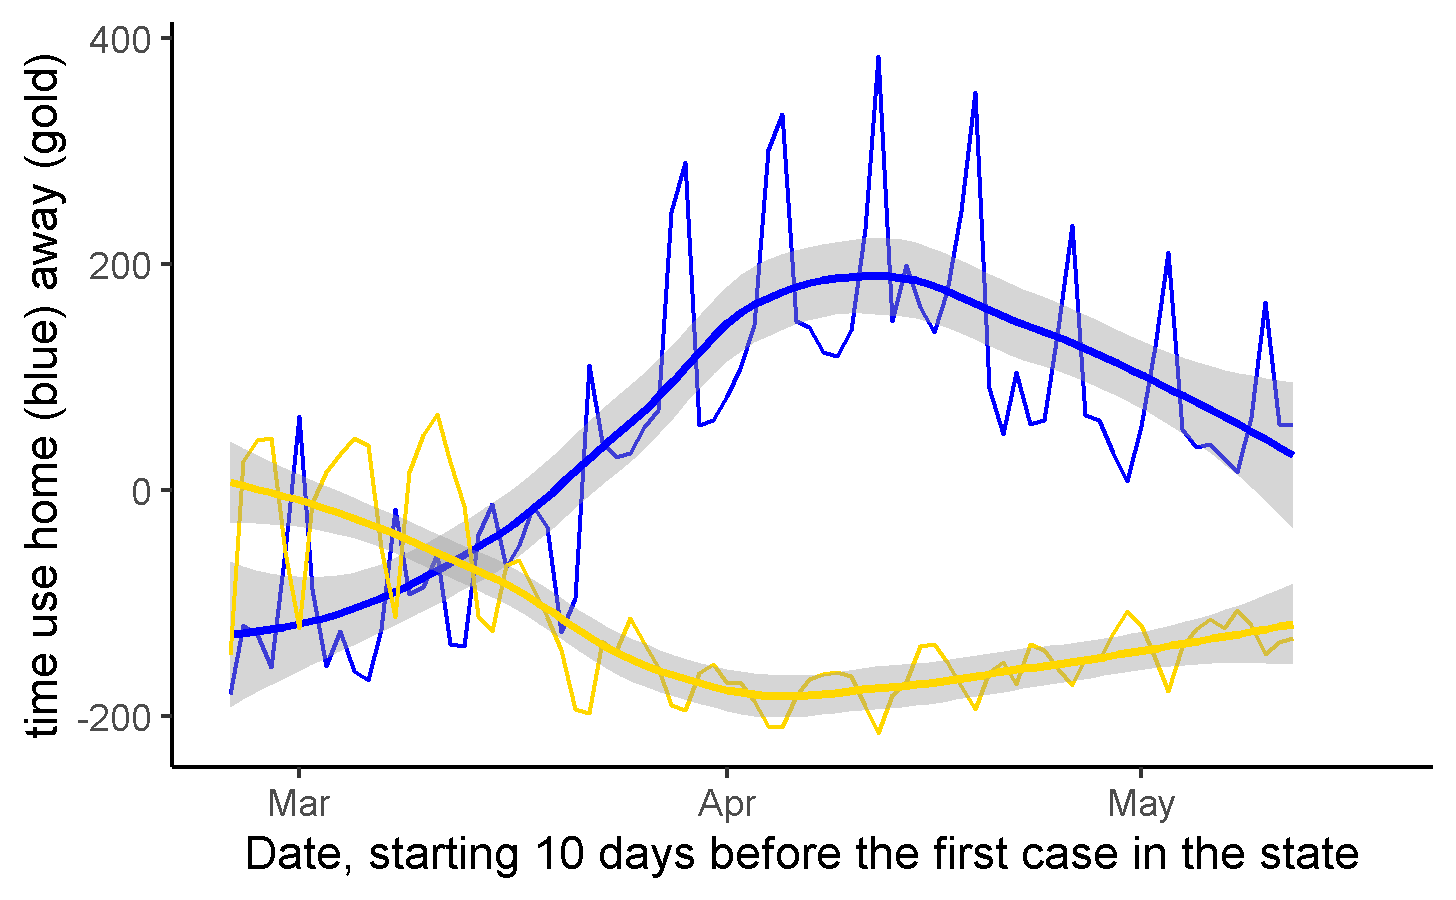 time use home (blue) away (gold)
400
200
0
-200
Mar
Apr
May
Date, starting 10 days before the first case in the state